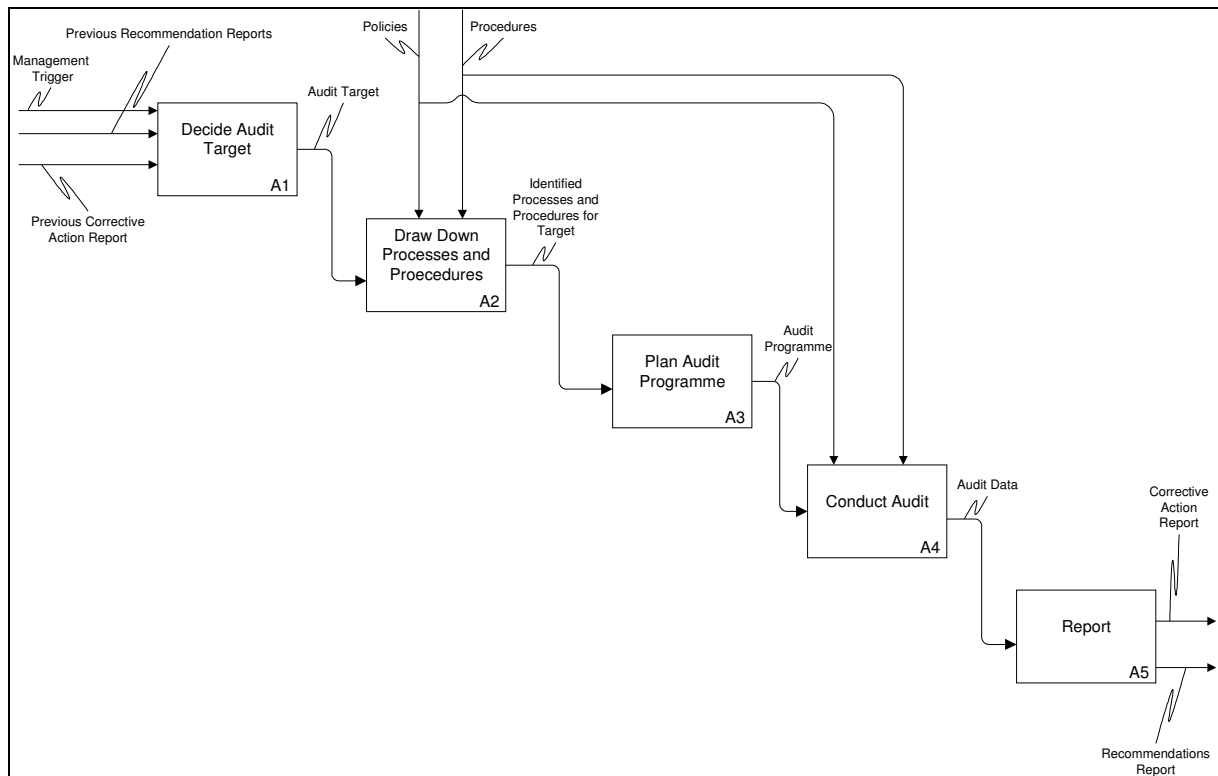 Previous Recommendation Reports
Policies
Procedures
Management
Trigger
Audit Target
Decide Audit
Target
A1
Previous Corrective
Action Report
Identified
Processes and
Procedures for
Target
Draw Down
Processes and
Proecedures
A2
Audit
Programme
Plan Audit
Programme
A3
Conduct Audit
A4
Audit Data
Corrective
Action
Report
Report
A5
Recommendations
Report